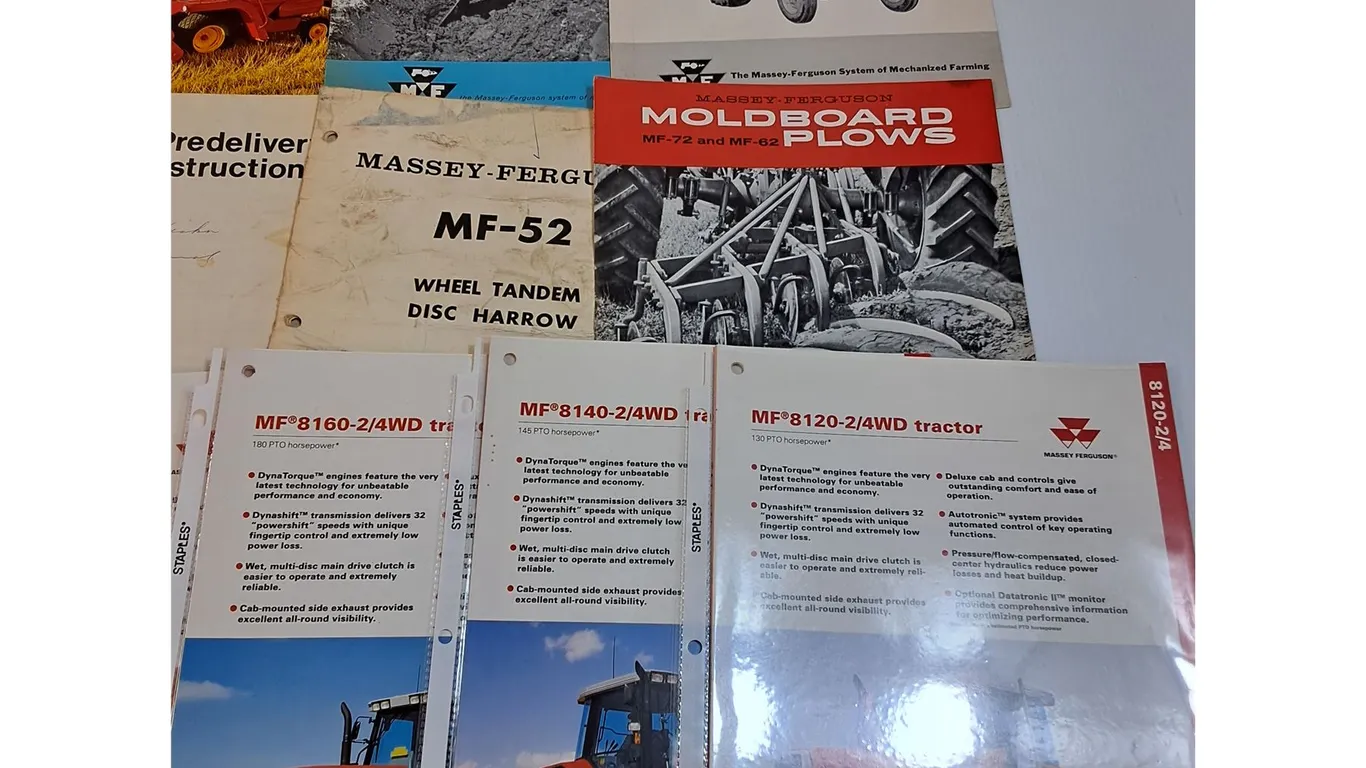 MF
the Massey-Ferguson system of
MF
The Massey-Ferguson System of Mechanized Farming
Predeliver
struction
MASSEY-FERGU
MF-52
WHEEL TANDEM
DISC HARROW
MASSEY-FERGUSON
MOLDBOARD
MF-72 and MF-62 PLOWS
STAPLES®
MF®8160-2/4WD tra
180 PTO horsepower*
DynaTorque™ engines feature the very
latest technology for unbeatable
performance and economy.
Dynashift™ transmission delivers 32
"powershift" speeds with unique
fingertip control and extremely low
power loss.
Wet, multi-disc main drive clutch is
easier to operate and extremely
reliable.
Cab-mounted side exhaust provides
excellent all-round visibility.
STAPLES®
MF®8140-2/4WD tra
145 PTO horsepower*
DynaTorque™ engines feature the ve
latest technology for unbeatable
performance and economy.
Dynashift™ transmission delivers 32
"powershift" speeds with unique
fingertip control and extremely low
power loss.
Wet, multi-disc main drive clutch
is easier to operate and extremely
reliable.
Cab-mounted side exhaust provides
excellent all-round visibility.
STAPLES®
MF®8120-2/4WD tractor
130 PTO horsepower*
DynaTorque™ engines feature the very
latest technology for unbeatable
performance and economy.
Dynashift™ transmission delivers 32
"powershift" speeds with unique
fingertip control and extremely low
power loss.
Wet, multi-disc main drive clutch is
easier to operate and extremely reli-
able.
Cab-mounted side exhaust provides
excellent all-round visibility.
MASSEY FERGUSON®
Deluxe cab and controls give
outstanding comfort and ease of
operation.
Autotronic™ system provides
automated control of key operating
functions.
Pressure/flow-compensated, closed-
center hydraulics reduce power
losses and heat buildup.
Optional Datatronic II™ monitor
provides comprehensive information
for optimizing performance.
estimated PTO horsepower
8120-2/4